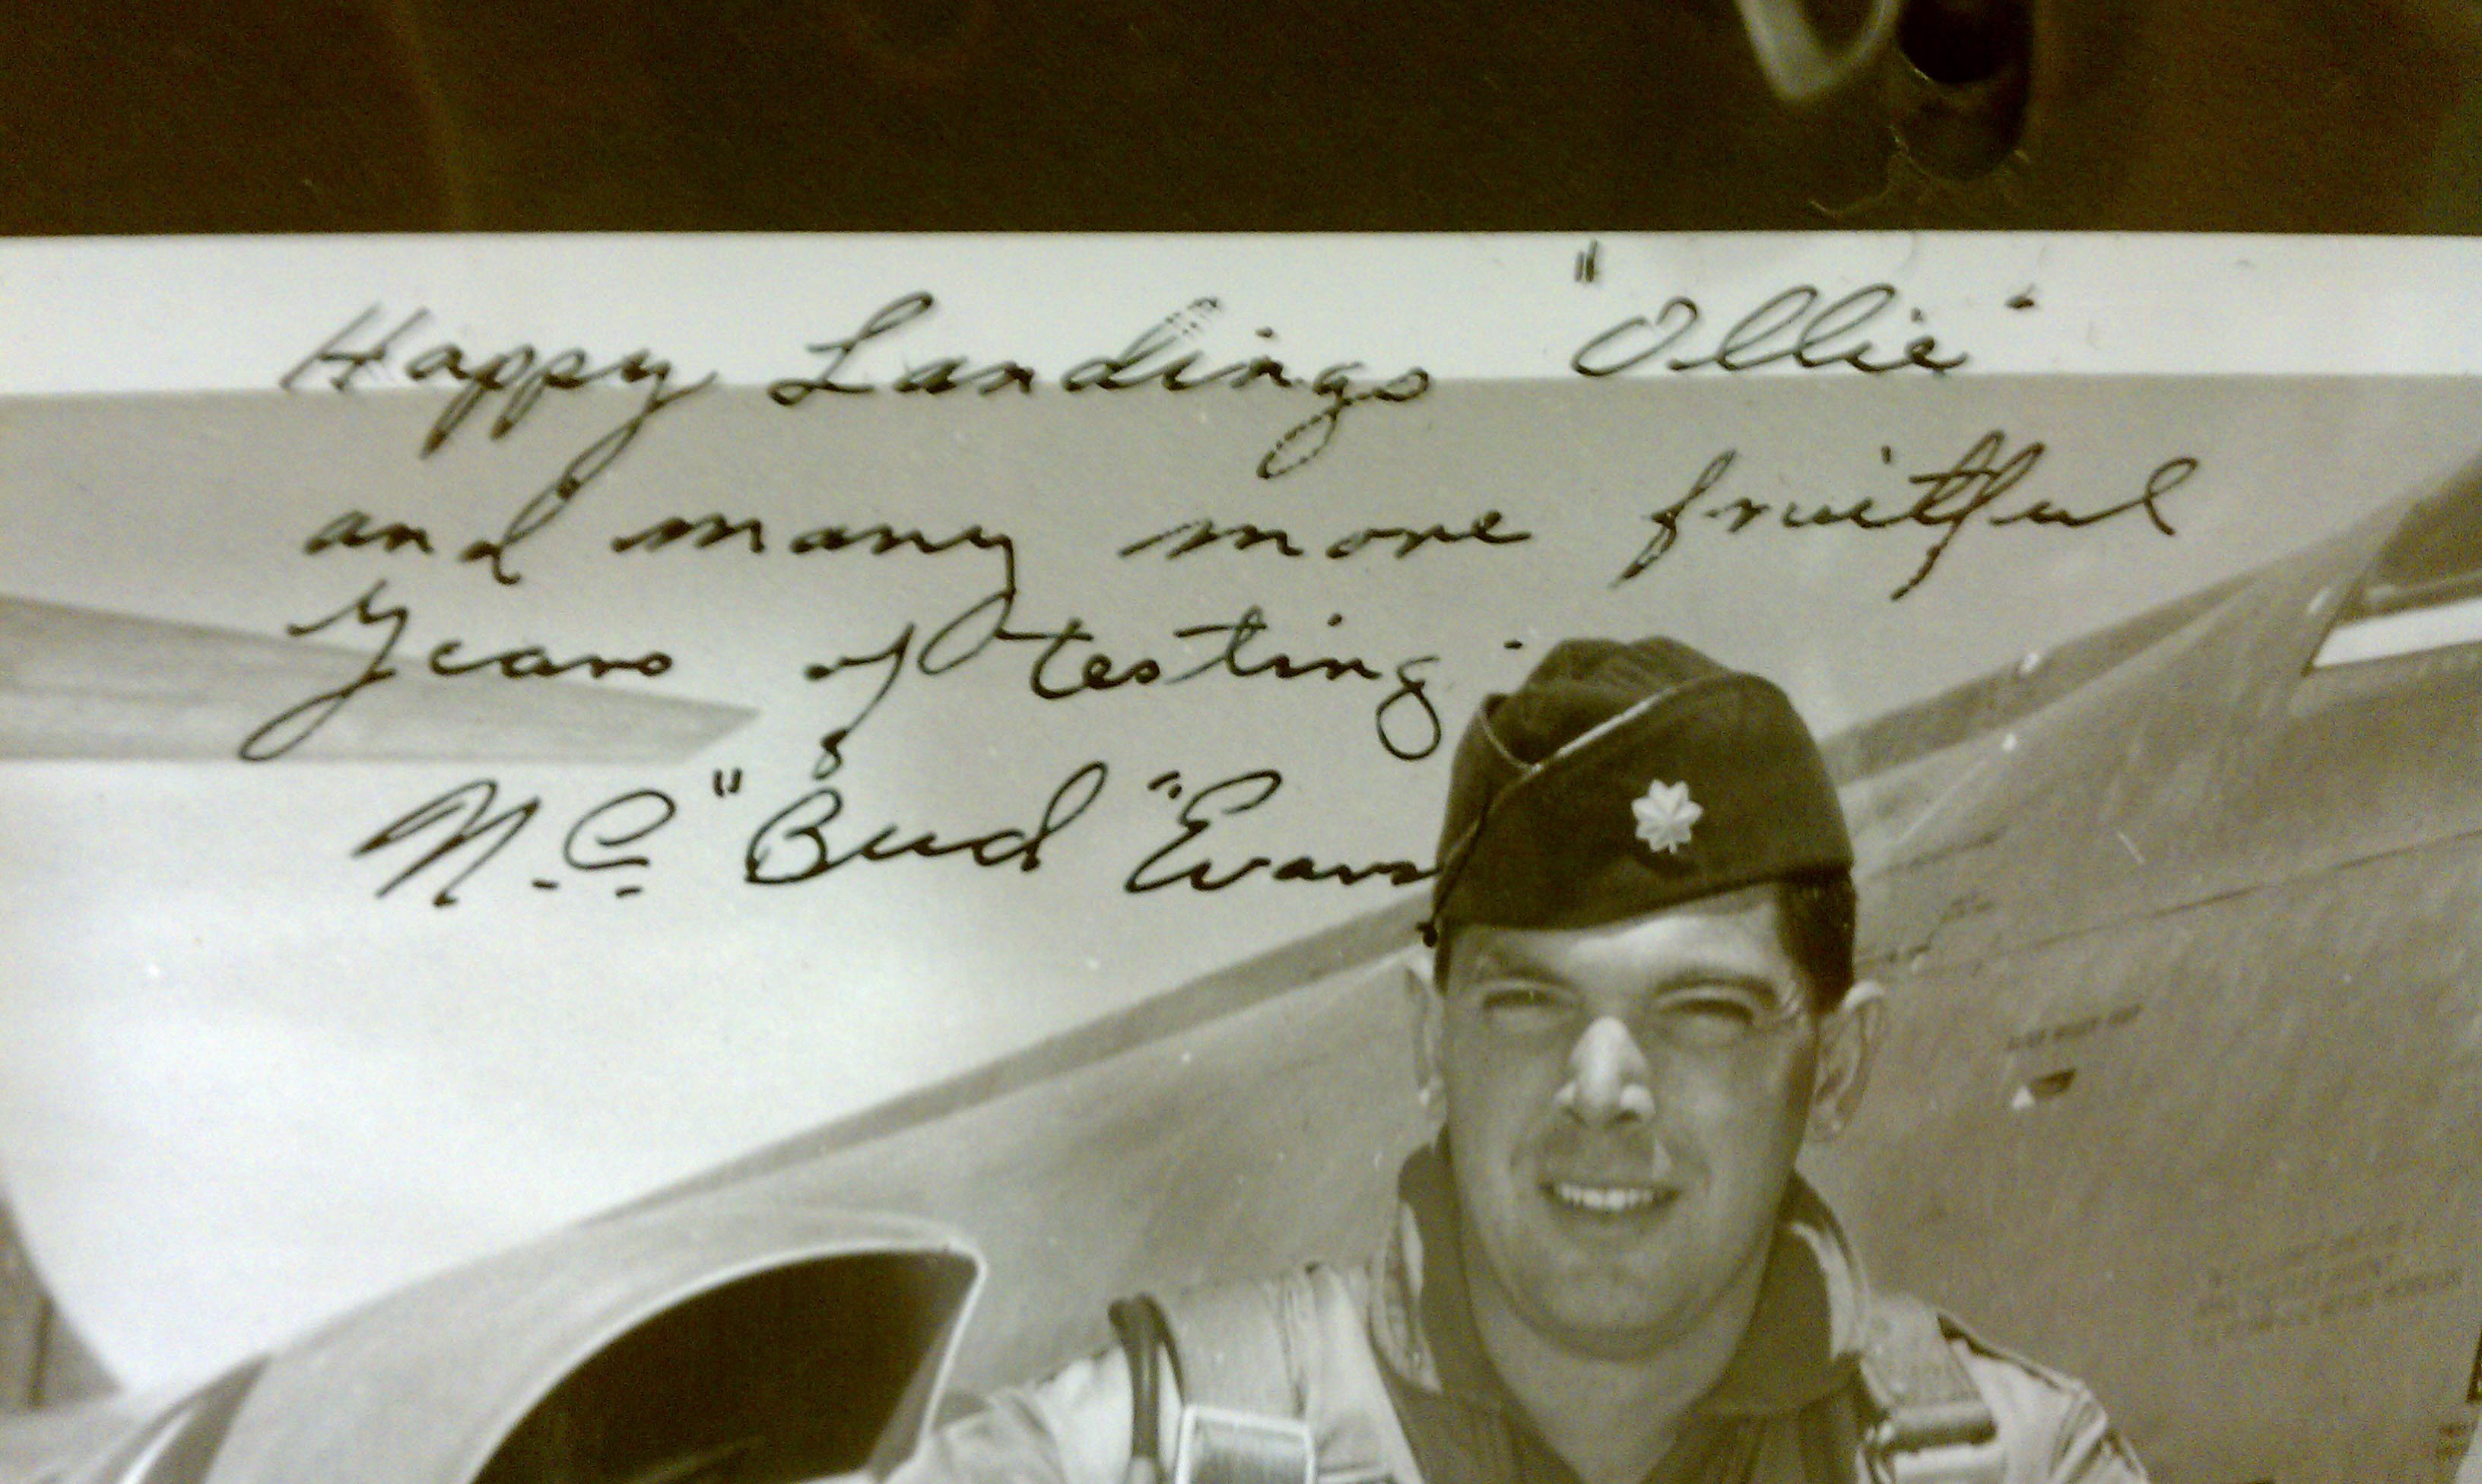 Happy Landings "Ollie"
and many more fruitful
Years of testing.
N.C. "Bud" Evans